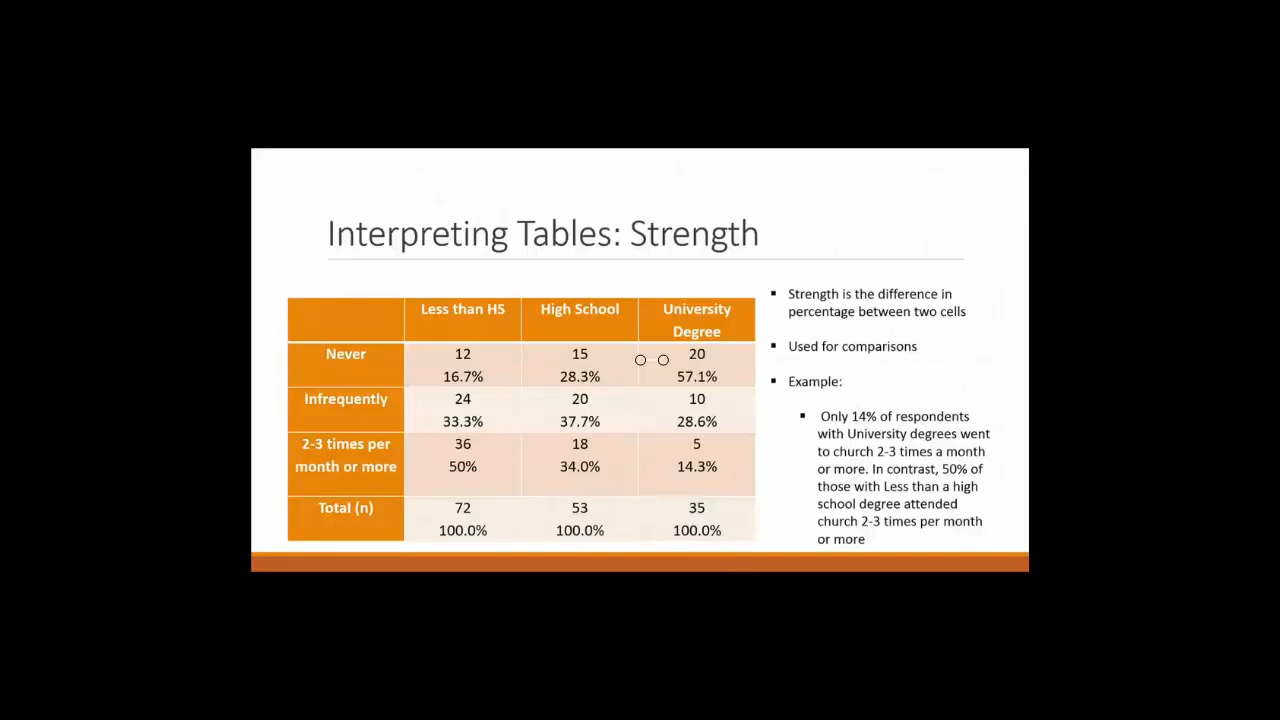 Interpreting Tables: Strength
Less than HS High School University
Degree
Never 12 15 20
16.7% 28.3% 57.1%
Infrequently 24 20 10
33.3% 37.7% 28.6%
2-3 times per 36 18 5
month or more 50% 34.0% 14.3%
Total (n) 72 53 35
100.0% 100.0% 100.0%
▪ Strength is the difference in
percentage between two cells
▪ Used for comparisons
▪ Example:
▪ Only 14% of respondents
with University degrees went
to church 2-3 times a month
or more. In contrast, 50% of
those with Less than a high
school degree attended
church 2-3 times per month
or more